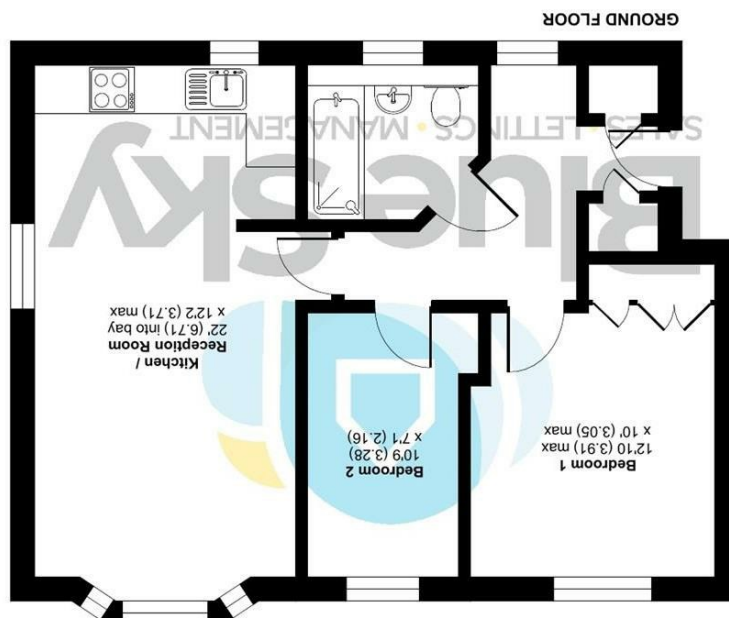 GROUND FLOOR
Bedroom 1
12'10 (3.91) max
x 10' (3.05) max
Bedroom 2
10'9 (3.28)
x 7'1 (2.16)
Kitchen /
Reception Room
22' (6.71) into bay
x 12'2 (3.71) max
Blue Sky
SALES • LETTINGS • MANAGEMENT